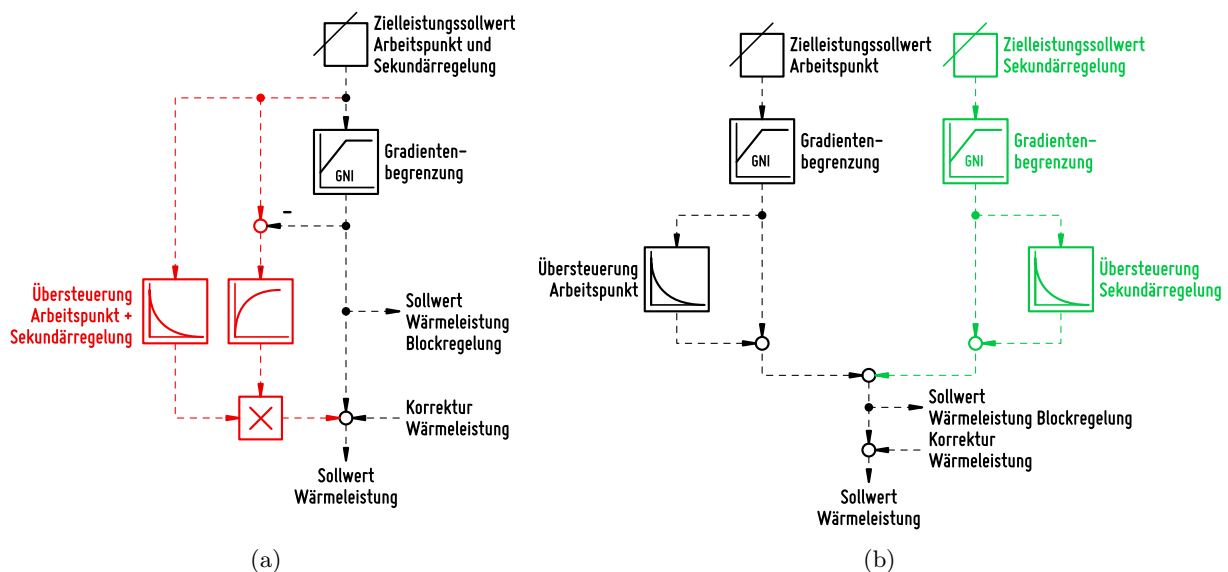 Zielleistungssollwert
Arbeitspunkt und
Sekundärregelung
Gradienten-
begrenzung
GNI
–
Übersteuerung
Arbeitspunkt +
Sekundärregelung
Sollwert
Wärmeleistung
Blockregelung
Korrektur
Wärmeleistung
Sollwert
Wärmeleistung
(a)
Zielleistungssollwert
Arbeitspunkt
Zielleistungssollwert
Sekundärregelung
GNI
Gradienten-
begrenzung
GNI
Gradienten-
begrenzung
Übersteuerung
Arbeitspunkt
Übersteuerung
Sekundärregelung
Sollwert
Wärmeleistung Blockregelung
Korrektur
Wärmeleistung
Sollwert
Wärmeleistung
(b)